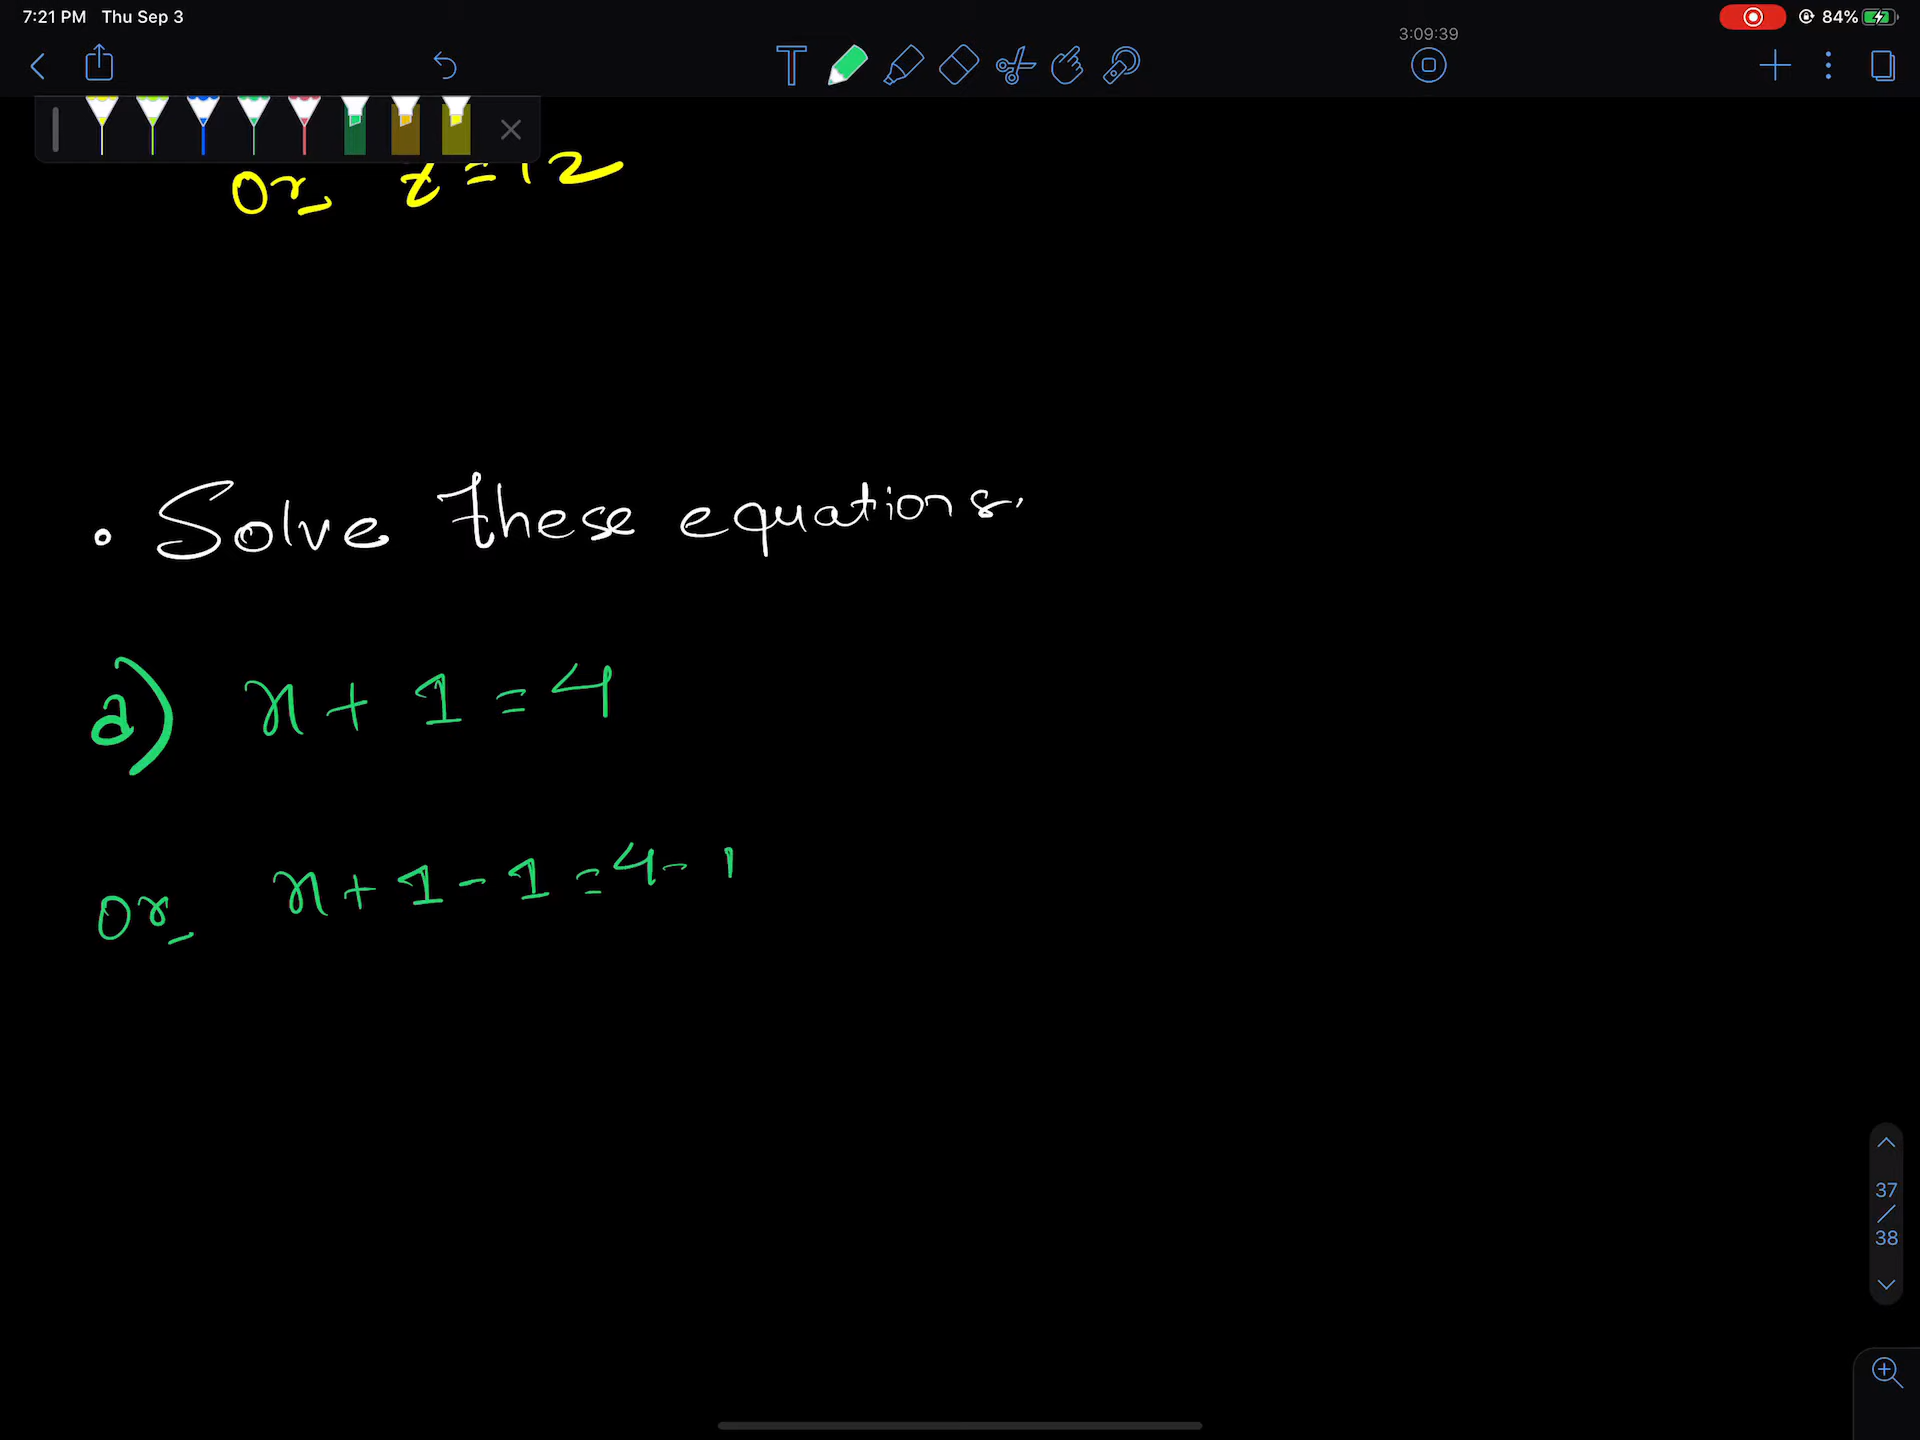 7:21 PM Thu Sep 3
84%
3:09:39
T
Or, x=12
• Solve these equations.
a) x + 1 = 4
or, x + 1 - 1 = 4 - 1
37
/
38